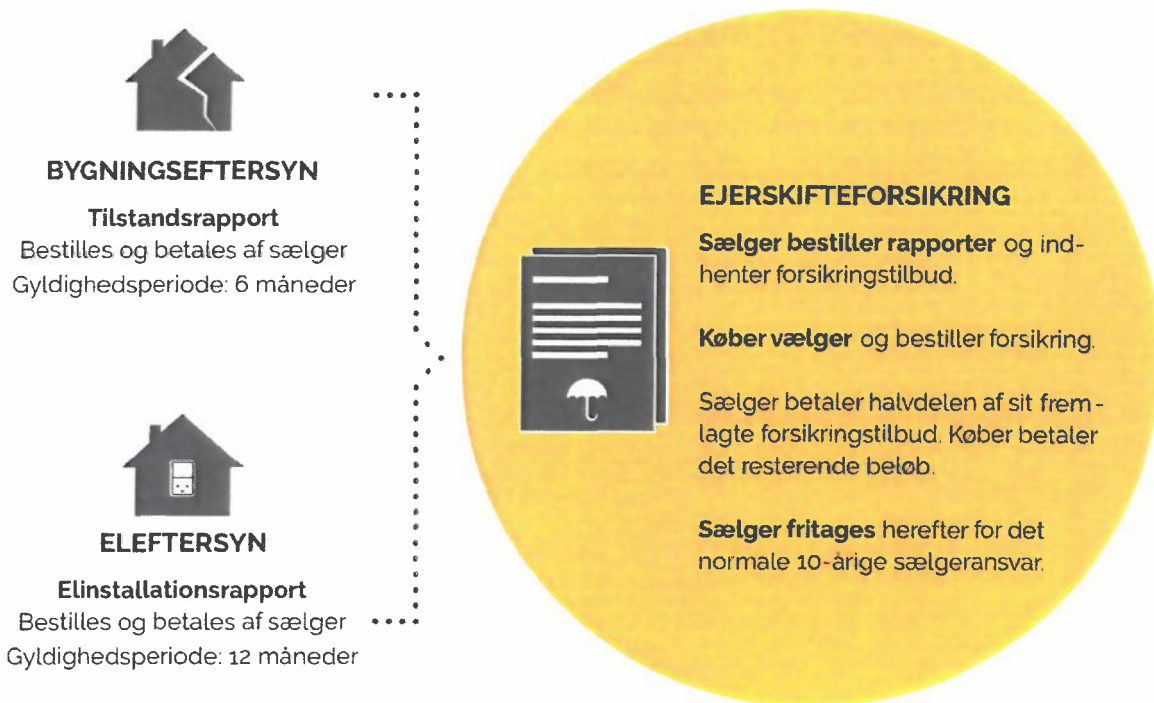 BYGNINGSEFTERSYN
Tilstandsrapport
Bestilles og betales af sælger
Gyldighedsperiode: 6 måneder
ELEFTERSYN
Elinstallationsrapport
Bestilles og betales af sælger
Gyldighedsperiode: 12 måneder
EJERSKIFTEFORSIKRING
Sælger bestiller rapporter og ind-
henter forsikringstilbud.
Køber vælger og bestiller forsikring.
Sælger betaler halvdelen af sit frem-
lagte forsikringstilbud. Køber betaler
det resterende beløb.
Sælger fritages herefter for det
normale 10-årige sælgeransvar.